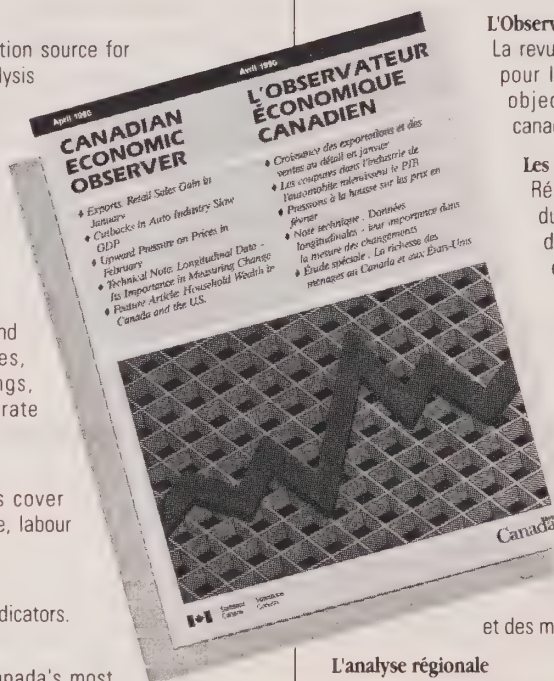 tion source for
lysis
nd
es,
ngs,
rate
s cover
e, labour
dicators.
nada's most
April 1990
CANADIAN
ECONOMIC
OBSERVER
♦ Exports, Retail Sales Gain in
January
♦ Cutbacks in Auto Industry Slow
GDP
♦ Upward Pressure on Prices in
February
♦ Technical Note: Longitudinal Data -
Its Importance in Measuring Change
♦ Feature Article: Household Wealth in
Canada and the U.S.
Avril 1990
L'OBSERVATEUR
ÉCONOMIQUE
CANADIEN
♦ Croissance des exportations et des
ventes au détail en janvier
♦ Les coupures dans l'industrie de
l'automobile ralentissent le PIB
♦ Pressions à la hausse sur les prix en
février
♦ Note technique : Données
longitudinales - leur importance dans
la mesure des changements
♦ Étude spéciale : La richesse des
ménages au Canada et aux États-Unis
Statistics Statistique
Canada Canada
Canada
L'Observ
La revu
pour l
objec
canad
Les
Ré
du
d
et des m
L'analyse régionale